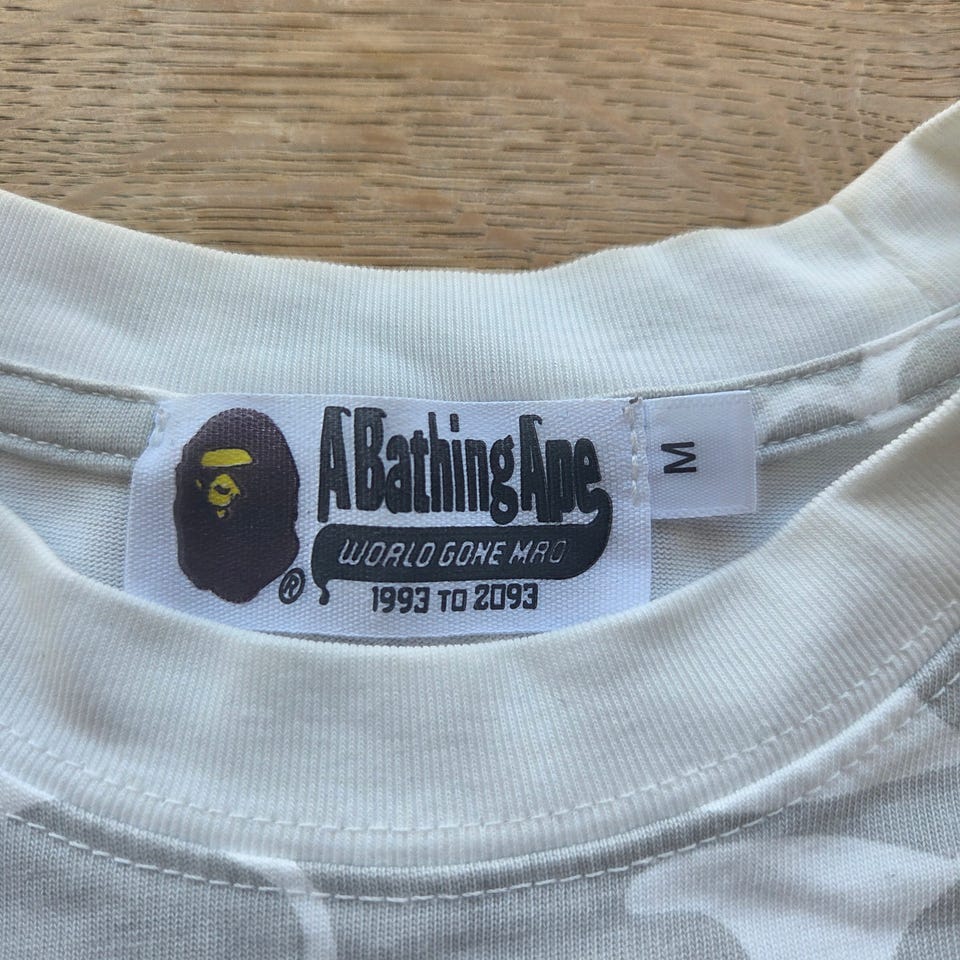 A Bathing Ape
WORLD GONE MAD
1993 TO 2093
®
M